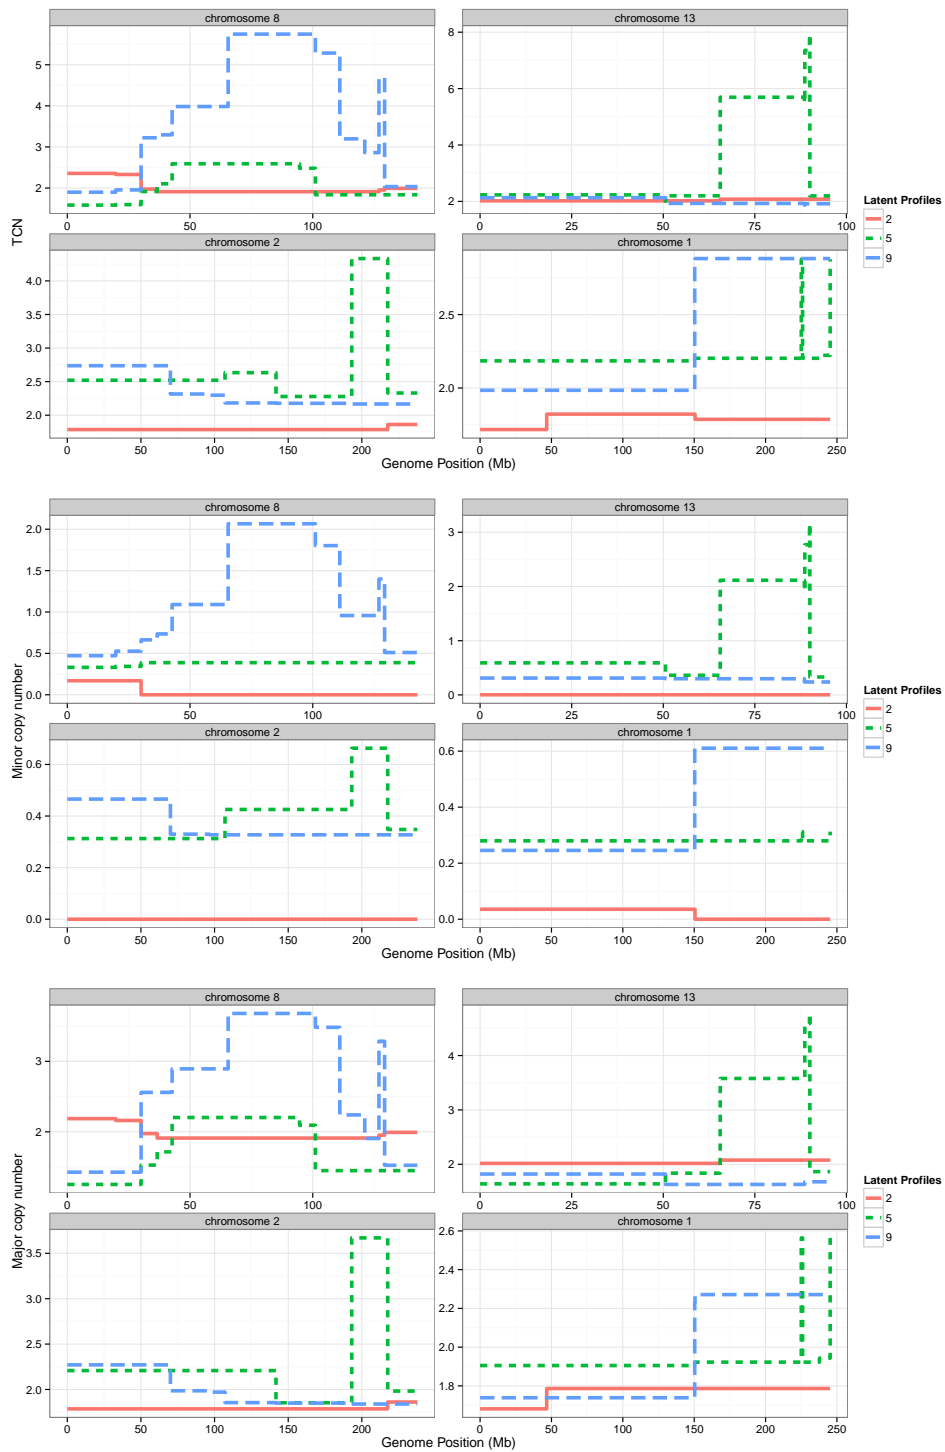 chromosome 8
chromosome 13
5
4
3
2
8
6
4
2
0 50 100
0 25 50 75 100
TCN
chromosome 2
chromosome 1
4.0
3.5
3.0
2.5
2.0
2.5
2.0
0 50 100 150 200
0 50 100 150 200 250
Genome Position (Mb)
Latent Profiles
2
5
9
chromosome 8
chromosome 13
2.0
1.5
1.0
0.5
0.0
3
2
1
0
0 50 100
0 25 50 75 100
Minor copy number
chromosome 2
chromosome 1
0.6
0.4
0.2
0.0
0.6
0.4
0.2
0.0
0 50 100 150 200
0 50 100 150 200 250
Genome Position (Mb)
Latent Profiles
2
5
9
chromosome 8
chromosome 13
3
2
4
3
2
0 50 100
0 25 50 75 100
Major copy number
chromosome 2
chromosome 1
3.5
3.0
2.5
2.0
2.6
2.4
2.2
2.0
1.8
0 50 100 150 200
0 50 100 150 200 250
Genome Position (Mb)
Latent Profiles
2
5
9